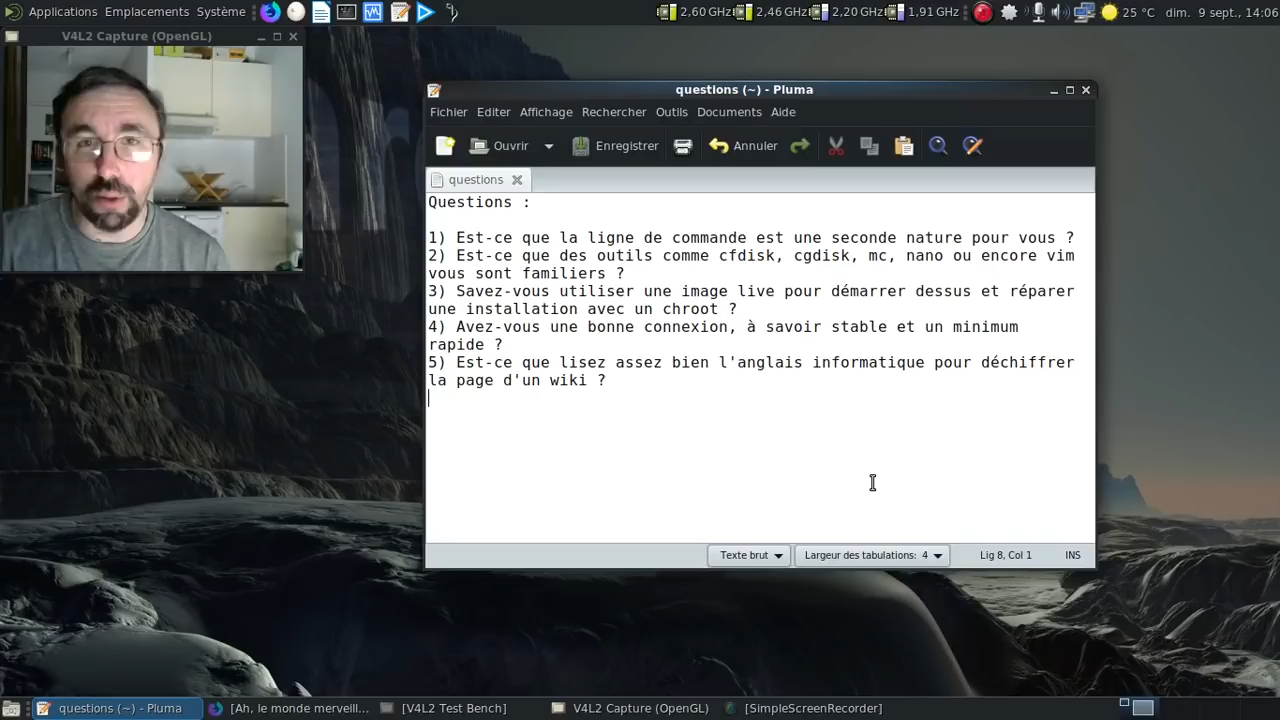 Applications Emplacements Système
2,60 GHz 2,46 GHz 2,20 GHz 1,91 GHz 25 °C dim. 9 sept., 14:06
V4L2 Capture (OpenGL)
questions (~) - Pluma
Fichier Editer Affichage Rechercher Outils Documents Aide
Ouvrir Enregistrer Annuler
questions
Questions :
1) Est-ce que la ligne de commande est une seconde nature pour vous ?
2) Est-ce que des outils comme cfdisk, cgdisk, mc, nano ou encore vim
vous sont familiers ?
3) Savez-vous utiliser une image live pour démarrer dessus et réparer
une installation avec un chroot ?
4) Avez-vous une bonne connexion, à savoir stable et un minimum
rapide ?
5) Est-ce que lisez assez bien l'anglais informatique pour déchiffrer
la page d'un wiki ?
Texte brut Largeur des tabulations: 4 Lig 8, Col 1 INS
questions (~) - Pluma [Ah, le monde merveill... [V4L2 Test Bench] V4L2 Capture (OpenGL) [SimpleScreenRecorder]